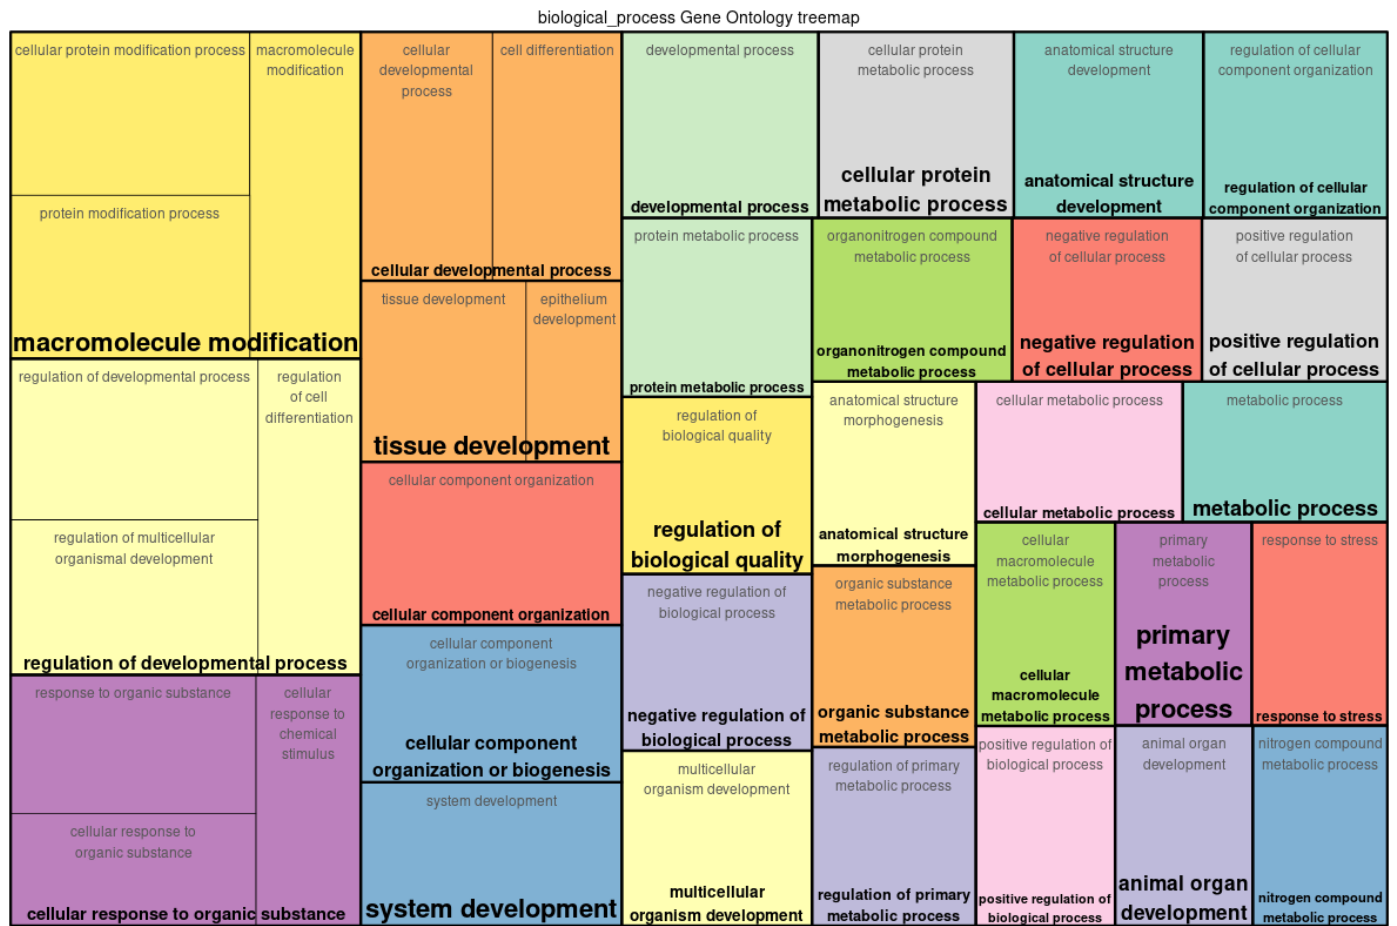 biological_process Gene Ontology treemap
cellular protein modification process
macromolecule
modification
protein modification process
macromolecule modification
regulation of developmental process
regulation
of cell
differentiation
regulation of multicellular
organismal development
regulation of developmental process
response to organic substance
cellular
response to
chemical
stimulus
cellular response to
organic substance
cellular response to organic substance
cellular
developmental
process
cell differentiation
cellular developmental process
tissue development
epithelium
development
tissue development
cellular component organization
cellular component organization
cellular component
organization or biogenesis
cellular component
organization or biogenesis
system development
system development
developmental process
developmental process
protein metabolic process
protein metabolic process
regulation of
biological quality
regulation of
biological quality
negative regulation of
biological process
negative regulation of
biological process
multicellular
organism development
multicellular
organism development
cellular protein
metabolic process
cellular protein
metabolic process
anatomical structure
development
anatomical structure
development
regulation of cellular
component organization
regulation of cellular
component organization
organonitrogen compound
metabolic process
organonitrogen compound
metabolic process
negative regulation
of cellular process
negative regulation
of cellular process
positive regulation
of cellular process
positive regulation
of cellular process
anatomical structure
morphogenesis
anatomical structure
morphogenesis
cellular metabolic process
cellular metabolic process
metabolic process
metabolic process
organic substance
metabolic process
organic substance
metabolic process
cellular
macromolecule
metabolic process
cellular
macromolecule
metabolic process
primary
metabolic
process
primary
metabolic
process
response to stress
response to stress
regulation of primary
metabolic process
regulation of primary
metabolic process
positive regulation of
biological process
positive regulation of
biological process
animal organ
development
animal organ
development
nitrogen compound
metabolic process
nitrogen compound
metabolic process